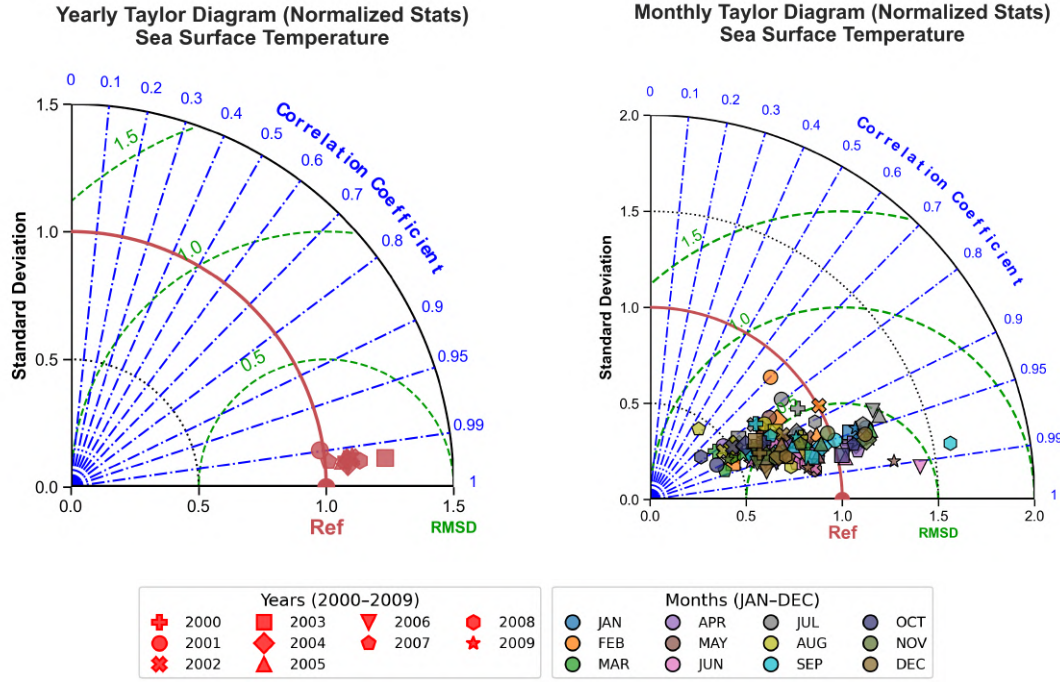 Yearly Taylor Diagram (Normalized Stats)
Sea Surface Temperature
0
0.1
0.2
0.3
0.4
0.5
0.6
0.7
0.8
0.9
0.95
0.99
1
Correlation Coefficient
1.5
1.0
0.5
0.0
Standard Deviation
1.5
1.0
0.5
0.0
0.5
1.0
1.5
Ref
RMSD
Monthly Taylor Diagram (Normalized Stats)
Sea Surface Temperature
0
0.1
0.2
0.3
0.4
0.5
0.6
0.7
0.8
0.9
0.95
0.99
1
Correlation Coefficient
2.0
1.5
1.0
0.5
0.0
Standard Deviation
1.5
1.0
0.0
0.5
1.0
1.5
2.0
Ref
RMSD
Years (2000–2009)
2000 2003 2006 2008
2001 2004 2007 2009
2002 2005
Months (JAN–DEC)
JAN APR JUL OCT
FEB MAY AUG NOV
MAR JUN SEP DEC